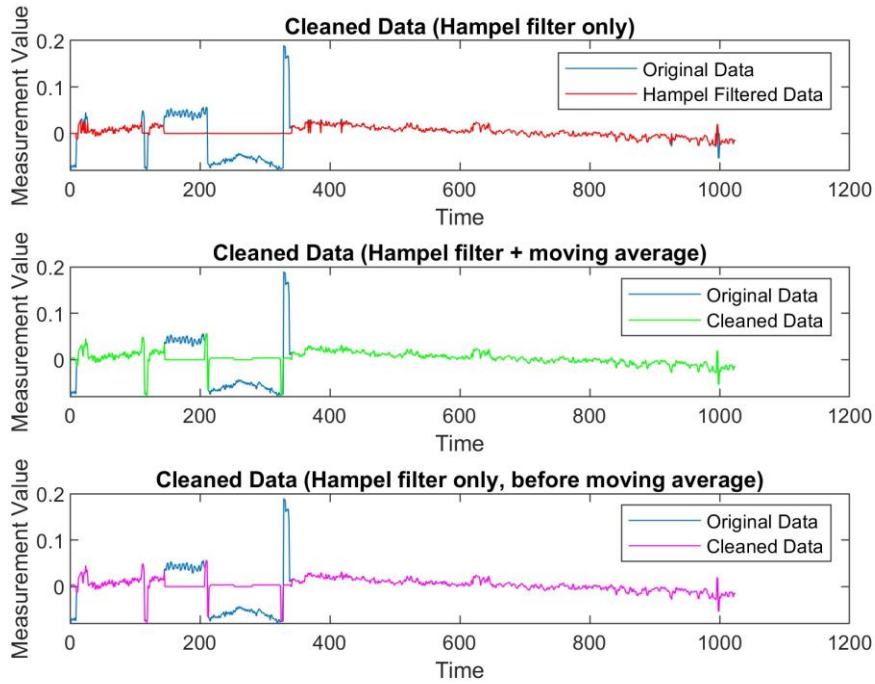 Cleaned Data (Hampel filter only)
Measurement Value
0.2
0.1
0
Original Data
Hampel Filtered Data
0 200 400 600 800 1000 1200
Time
Cleaned Data (Hampel filter + moving average)
Measurement Value
0.2
0.1
0
Original Data
Cleaned Data
0 200 400 600 800 1000 1200
Time
Cleaned Data (Hampel filter only, before moving average)
Measurement Value
0.2
0.1
0
Original Data
Cleaned Data
0 200 400 600 800 1000 1200
Time